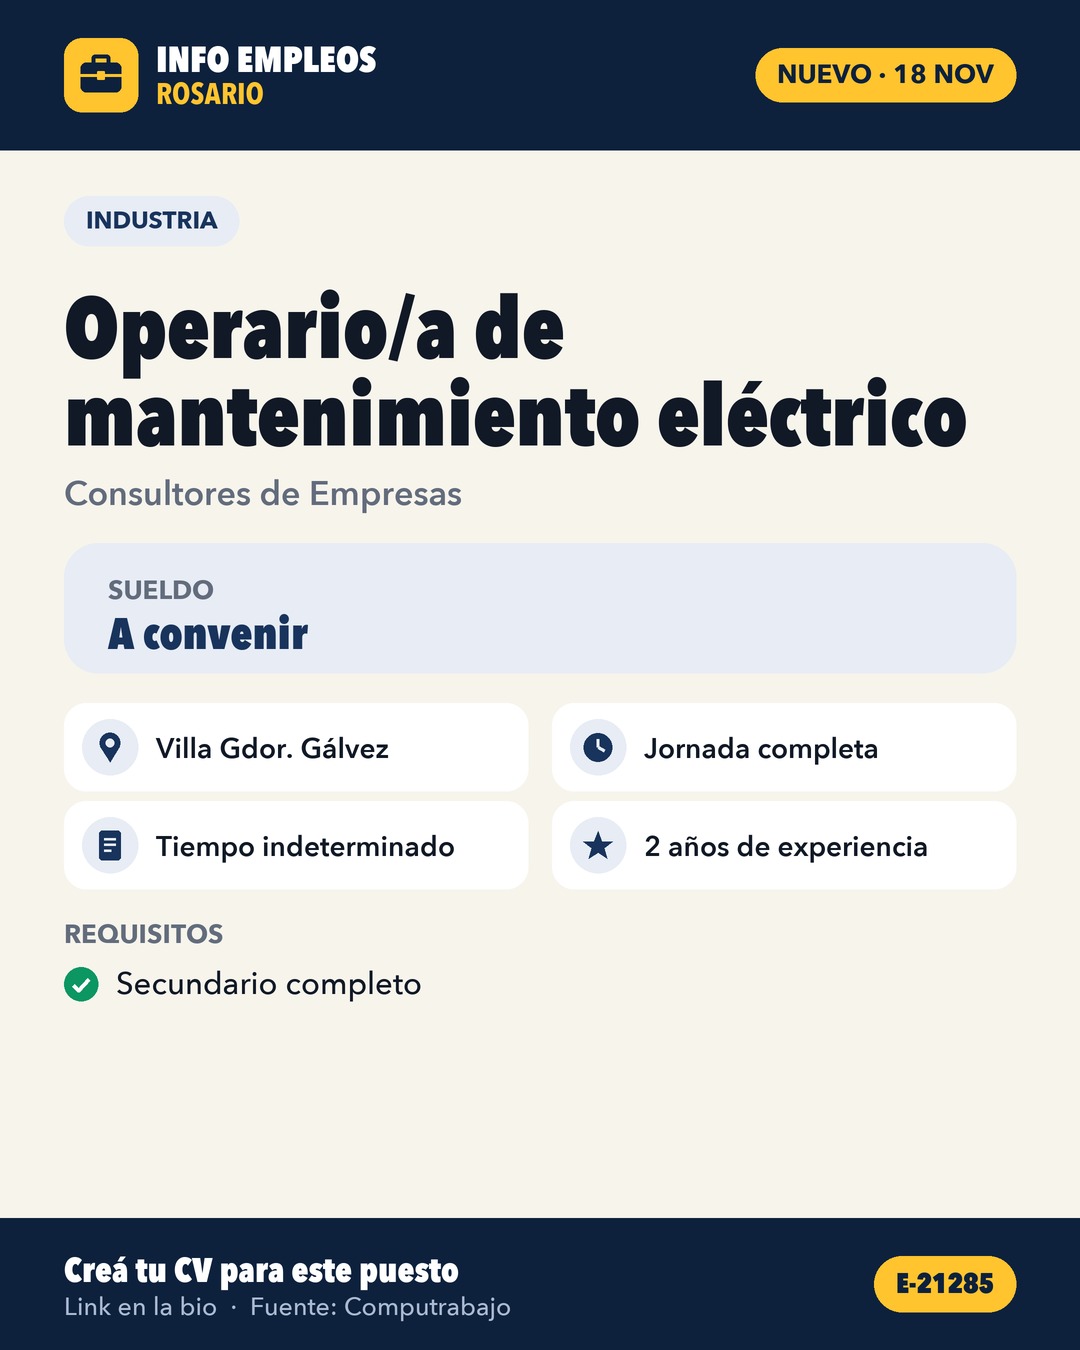 INFO EMPLEOS
ROSARIO
NUEVO · 18 NOV
INDUSTRIA
Operario/a de
mantenimiento eléctrico
Consultores de Empresas
SUELDO
A convenir
Villa Gdor. Gálvez
Jornada completa
Tiempo indeterminado
2 años de experiencia
REQUISITOS
Secundario completo
Creá tu CV para este puesto
Link en la bio · Fuente: Computrabajo
E-21285